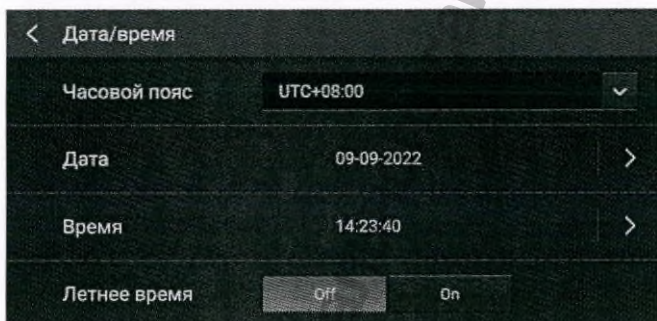 < Дата/время
Часовой пояс UTC+08:00
Дата 09-09-2022 >
Время 14:23:40 >
Летнее время Off On